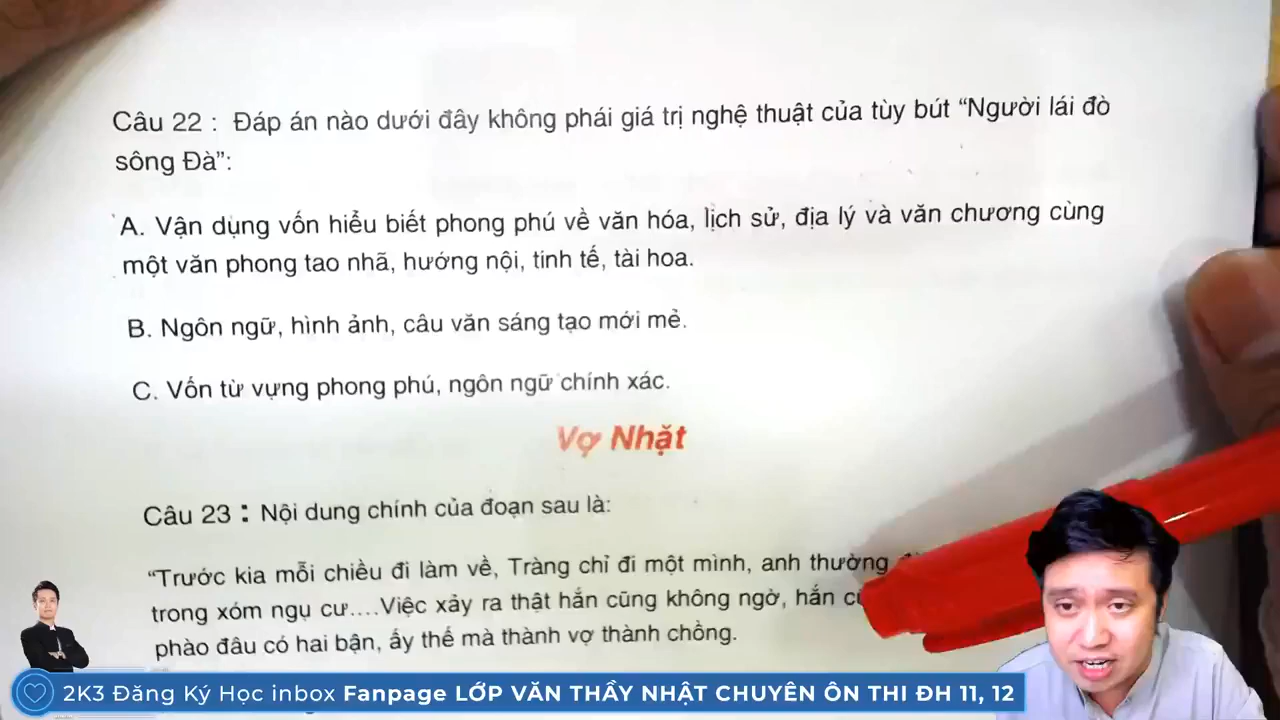 Câu 22 : Đáp án nào dưới đây không phái giá trị nghệ thuật của tùy bút “Người lái đò
sông Đà”:
A. Vận dụng vốn hiểu biết phong phú về văn hóa, lịch sử, địa lý và văn chương cùng
một văn phong tao nhã, hướng nội, tinh tế, tài hoa.
B. Ngôn ngữ, hình ảnh, câu văn sáng tạo mới mẻ.
C. Vốn từ vựng phong phú, ngôn ngữ chính xác.
Vợ Nhặt
Câu 23 : Nội dung chính của đoạn sau là:
“Trước kia mỗi chiều đi làm về, Tràng chỉ đi một mình, anh thường
trong xóm ngụ cư....Việc xảy ra thật hắn cũng không ngờ, hắn
phào đâu có hai bận, ấy thế mà thành vợ thành chồng.
2K3 Đăng Ký Học inbox Fanpage LỚP VĂN THẦY NHẬT CHUYÊN ÔN THI ĐH 11, 12